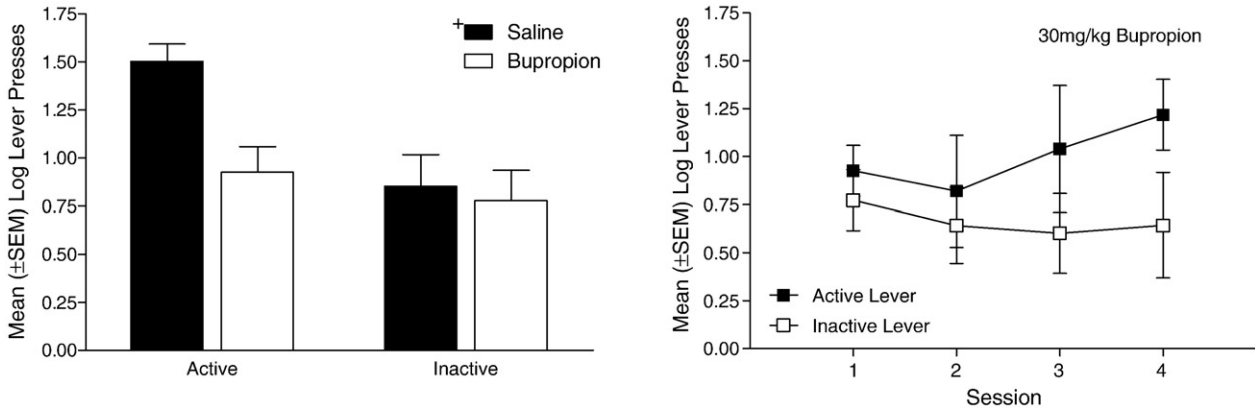 Mean (±SEM) Log Lever Presses
1.75
1.50
1.25
1.00
0.75
0.50
0.25
0.00
+ Saline
Bupropion
Active
Inactive
Mean (±SEM) Log Lever Presses
1.75
1.50
1.25
1.00
0.75
0.50
0.25
0.00
30mg/kg Bupropion
Active Lever
Inactive Lever
1 2 3 4
Session